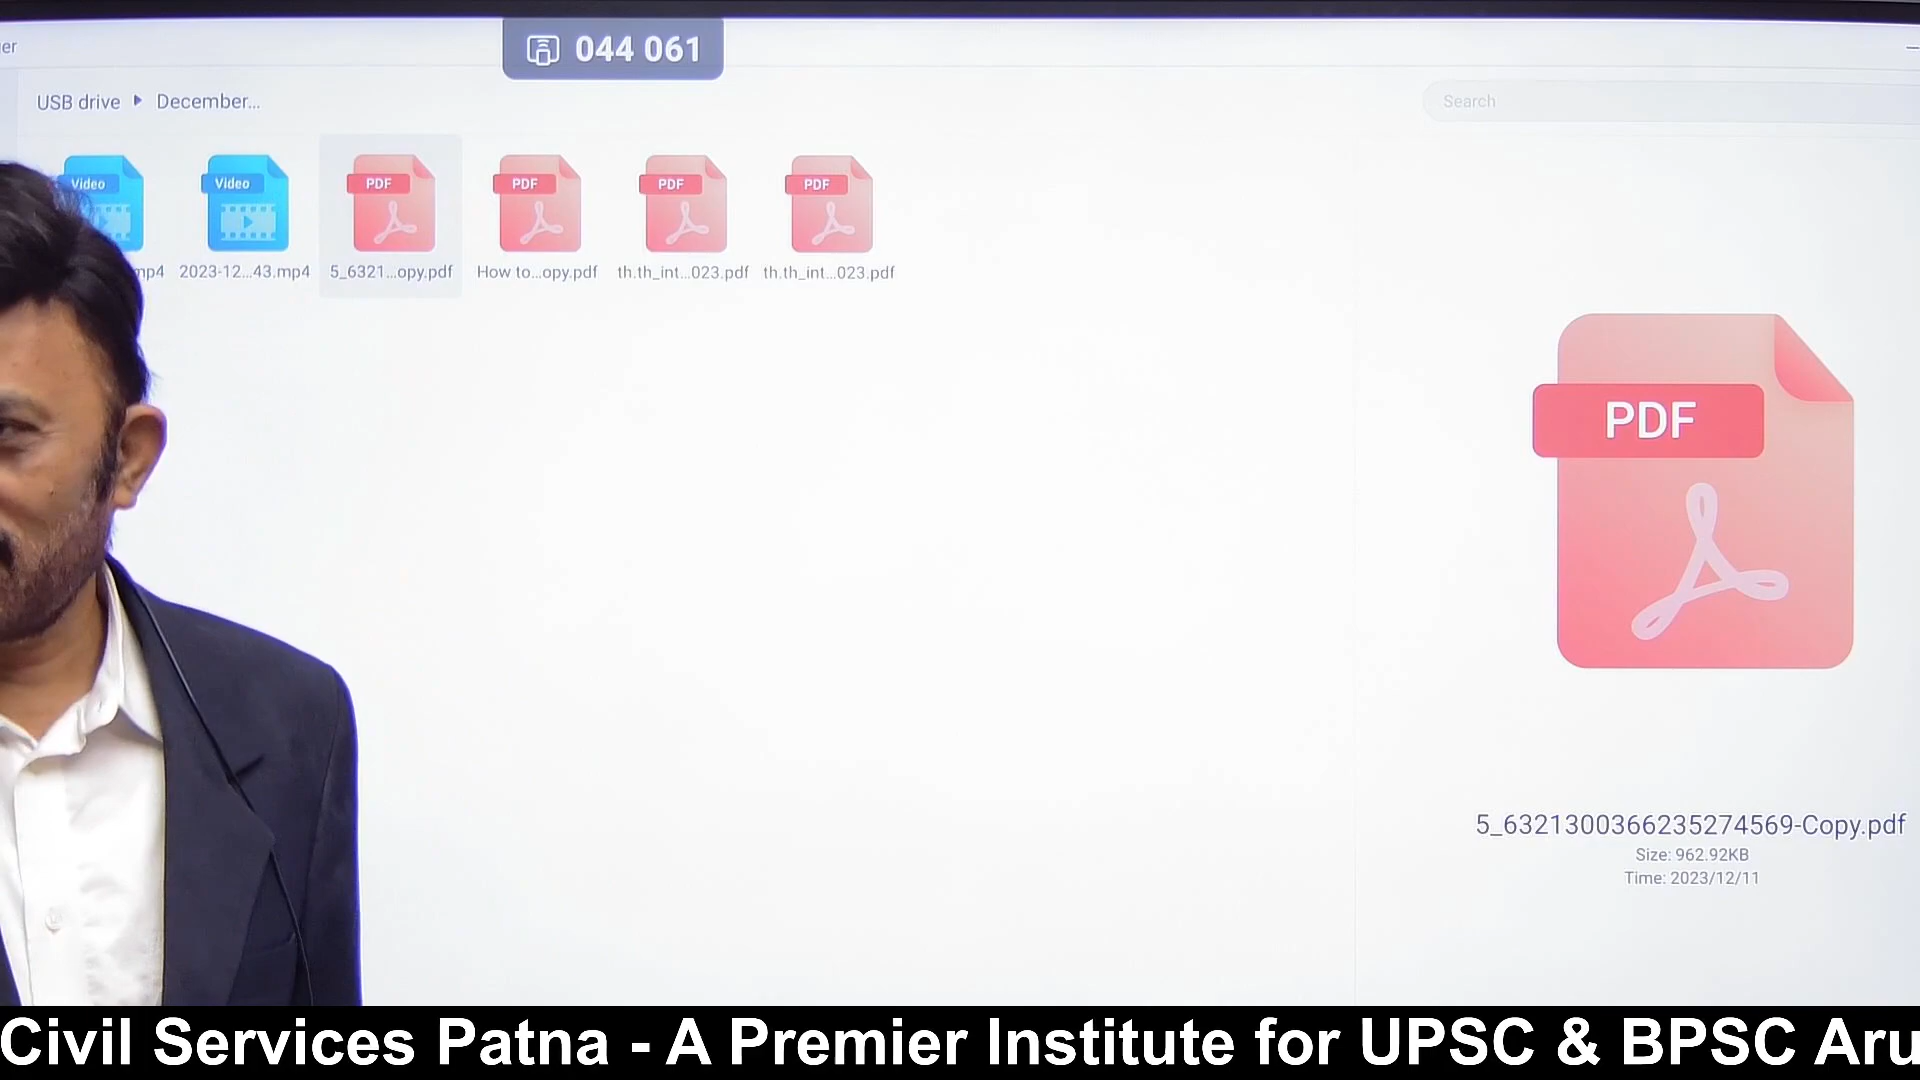 er
044 061
USB drive December...
Search
Video
Video
PDF
PDF
PDF
PDF
mp4
2023-12...43.mp4
5_6321...opy.pdf
How to...opy.pdf
th.th_int...023.pdf
th.th_int...023.pdf
PDF
5_6321300366235274569-Copy.pdf
Size: 962.92KB
Time: 2023/12/11
Civil Services Patna - A Premier Institute for UPSC & BPSC Aru